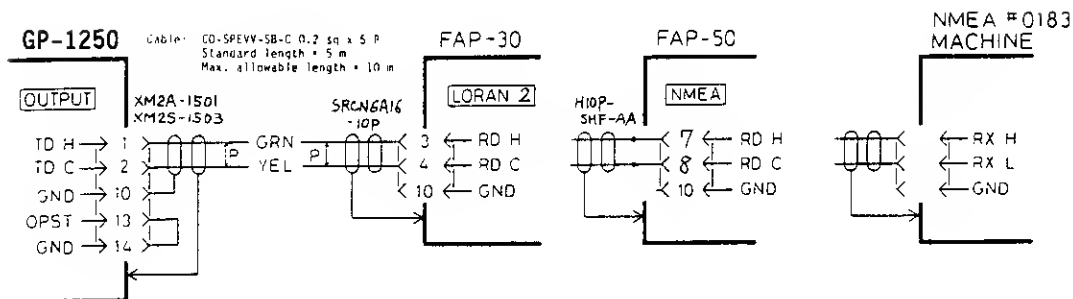 GP-1250
Cable: CO-SPEVV-SB-C 0.2 sq x 5 P
Standard length = 5 m
Max. allowable length = 10 m
FAP-30
FAP-50
NMEA #0183
MACHINE
OUTPUT
XM2A-1501
XM2S-1503
SRCN6A16
-10P
LORAN 2
H10P-
SHF-AA
NMEA
TD H 1 P GRN P 3 RD H
TD C 2 YEL 4 RD C
GND 10
10 GND
OPST 13
GND 14
7 RD H
8 RD C
10 GND
RX H
RX L
GND